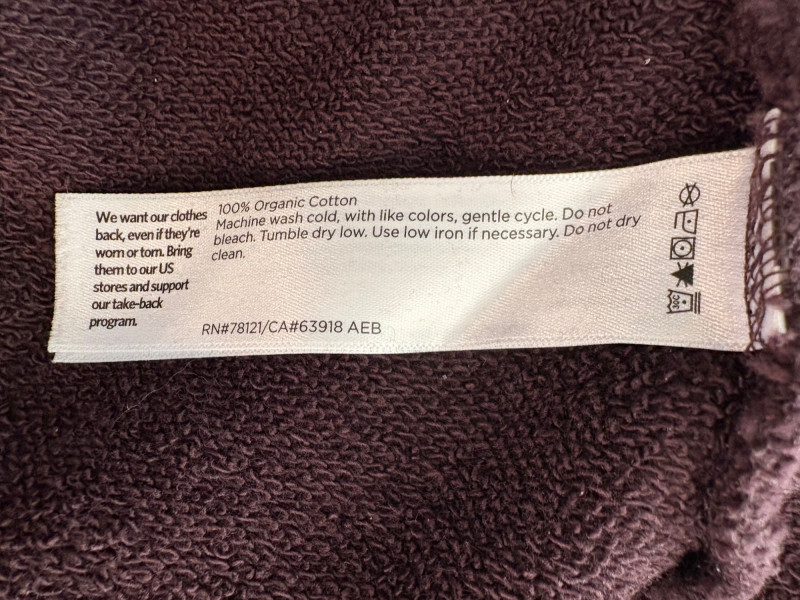 We want our clothes
back, even if they're
worn or torn. Bring
them to our US
stores and support
our take-back
program.
100% Organic Cotton
Machine wash cold, with like colors, gentle cycle. Do not
bleach. Tumble dry low. Use low iron if necessary. Do not dry
clean.
RN#78121/CA#63918 AEB
30C